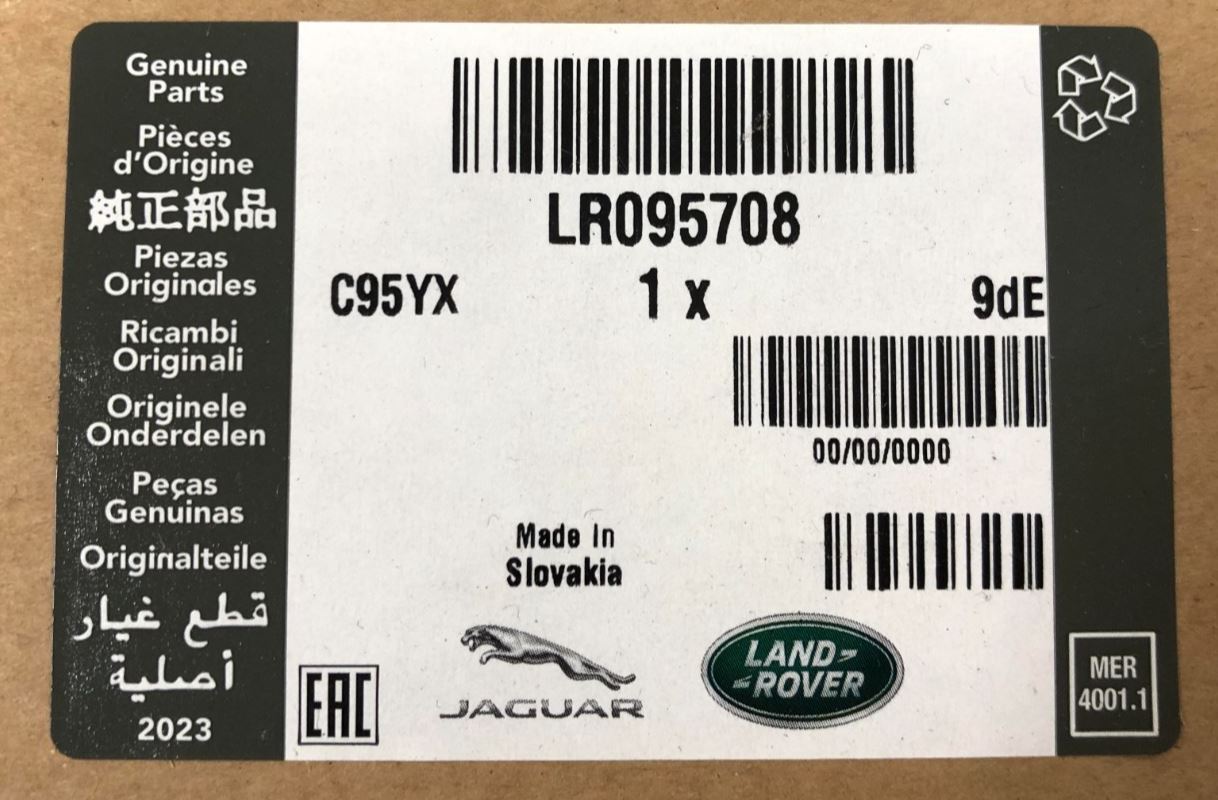 Genuine
Parts
Pièces
d'Origine
純正部品
Piezas
Originales
Ricambi
Originali
Originele
Onderdelen
Peças
Genuinas
Originalteile
قطع غيار
أصلية
2023
LR095708
C95YX 1 x 9dE
00/00/0000
Made In
Slovakia
EAC
JAGUAR
LAND-
-ROVER
MER
4001.1